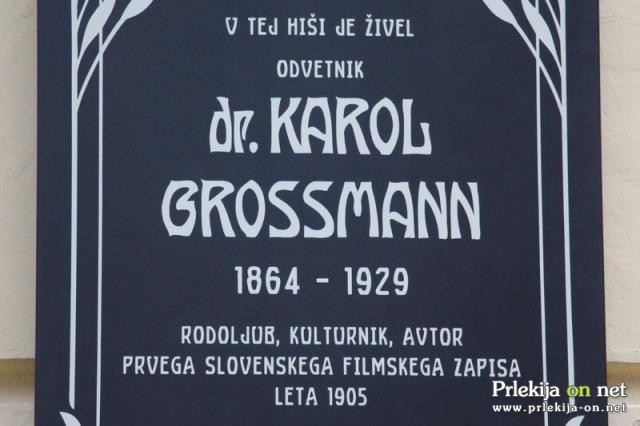 V TEJ HIŠI JE ŽIVEL
ODVETNIK
dr. KAROL
GROSSMANN
1864 - 1929
RODOLJUB, KULTURNIK, AVTOR
PRVEGA SLOVENSKEGA FILMSKEGA ZAPISA
LETA 1905
Prlekija on net
www.prlekija-on.net